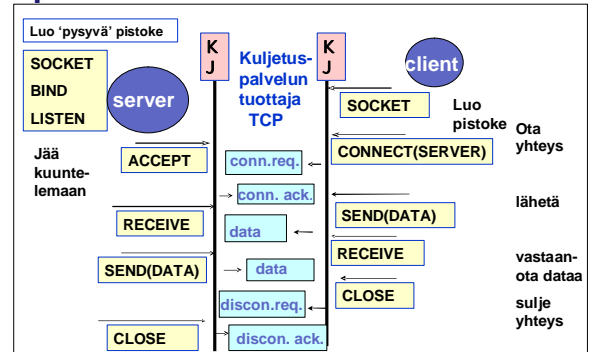 Luo 'pysyvä' pistoke
SOCKET
BIND
LISTEN
server
K
J
Kuljetus-
palvelun
tuottaja
TCP
K
J
client
SOCKET
Luo
pistoke
Ota
yhteys
CONNECT(SERVER)
Jää
kuunte-
lemaan
ACCEPT
conn.req.
conn. ack.
SEND(DATA)
lähetä
RECEIVE
data
RECEIVE
vastaan-
ota dataa
SEND(DATA)
data
CLOSE
sulje
yhteys
discon.req.
CLOSE
discon. ack.